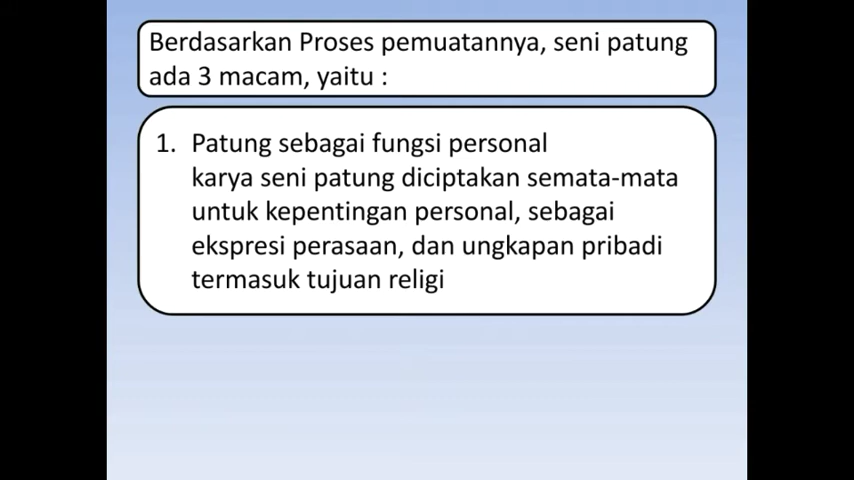 Berdasarkan Proses pemuatannya, seni patung
ada 3 macam, yaitu :
1. Patung sebagai fungsi personal
karya seni patung diciptakan semata-mata
untuk kepentingan personal, sebagai
ekspresi perasaan, dan ungkapan pribadi
termasuk tujuan religi